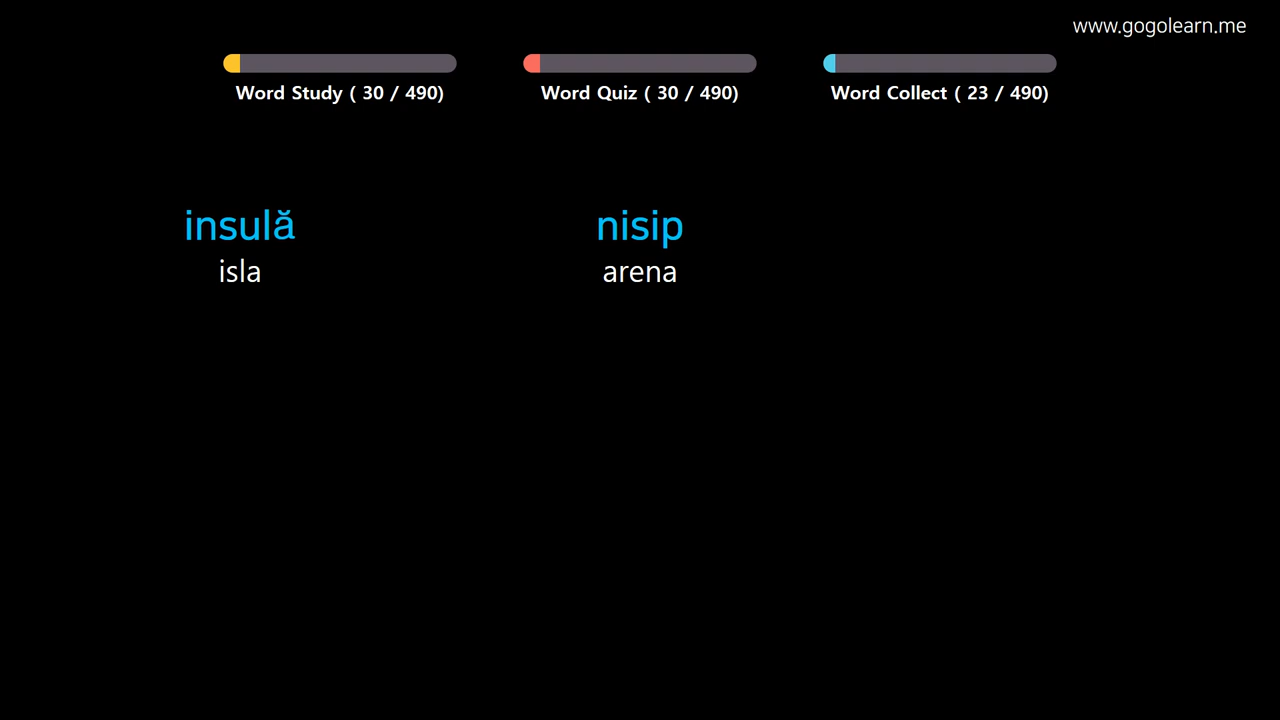 www.gogolearn.me
Word Study ( 30 / 490)
Word Quiz ( 30 / 490)
Word Collect ( 23 / 490)
insulă
isla
nisip
arena